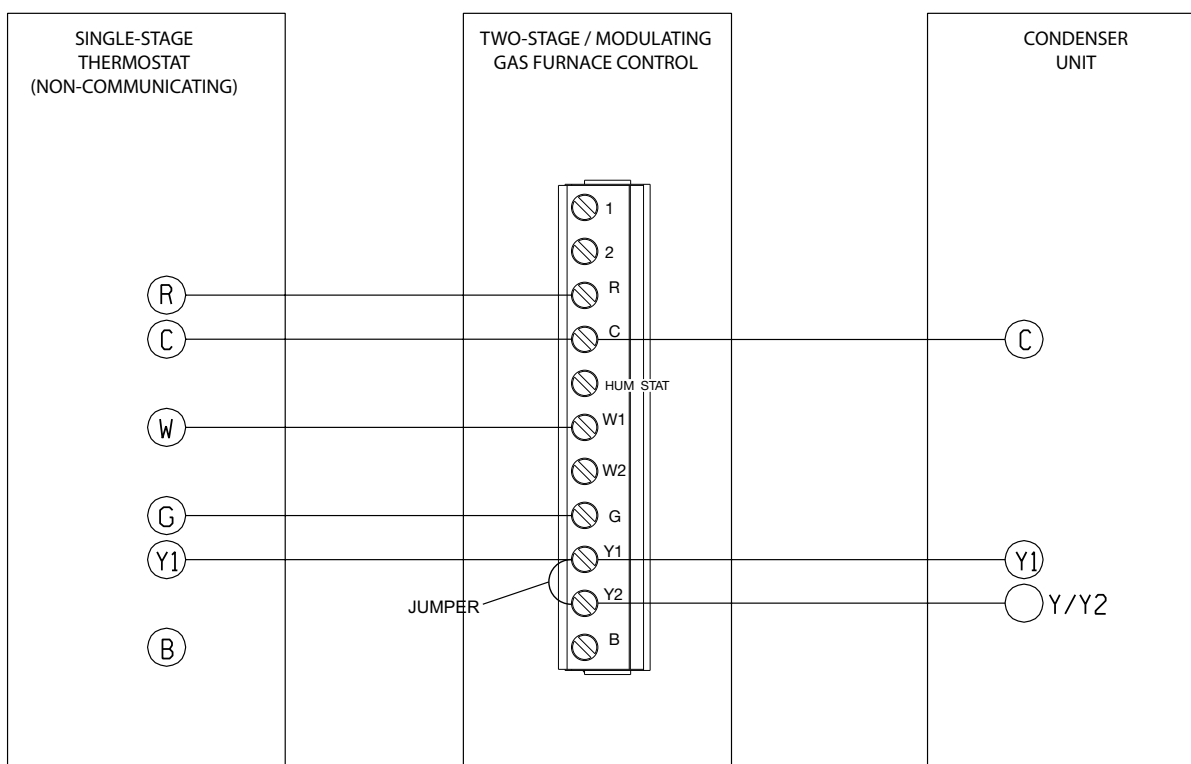 SINGLE-STAGE
THERMOSTAT
(NON-COMMUNICATING)
TWO-STAGE / MODULATING
GAS FURNACE CONTROL
CONDENSER
UNIT
1
2
R
R
C
C
C
HUM STAT
W
W1
W2
G
G
Y1
Y1
Y1
JUMPER
Y2
Y/Y2
B
B